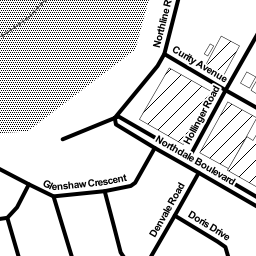 Northline R
Curity Avenue
Hollinger Road
Northdale Boulevard
Glenshaw Crescent
Denvale Road
Doris Drive